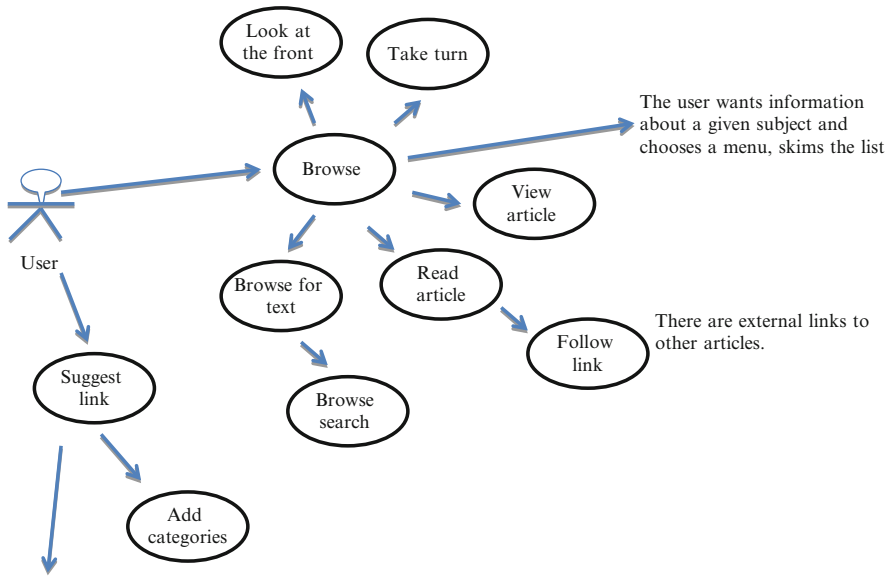 Look at
the front
Take turn
The user wants information
about a given subject and
chooses a menu, skims the list
Browse
View
article
User
Browse for
text
Read
article
There are external links to
other articles.
Follow
link
Suggest
link
Browse
search
Add
categories